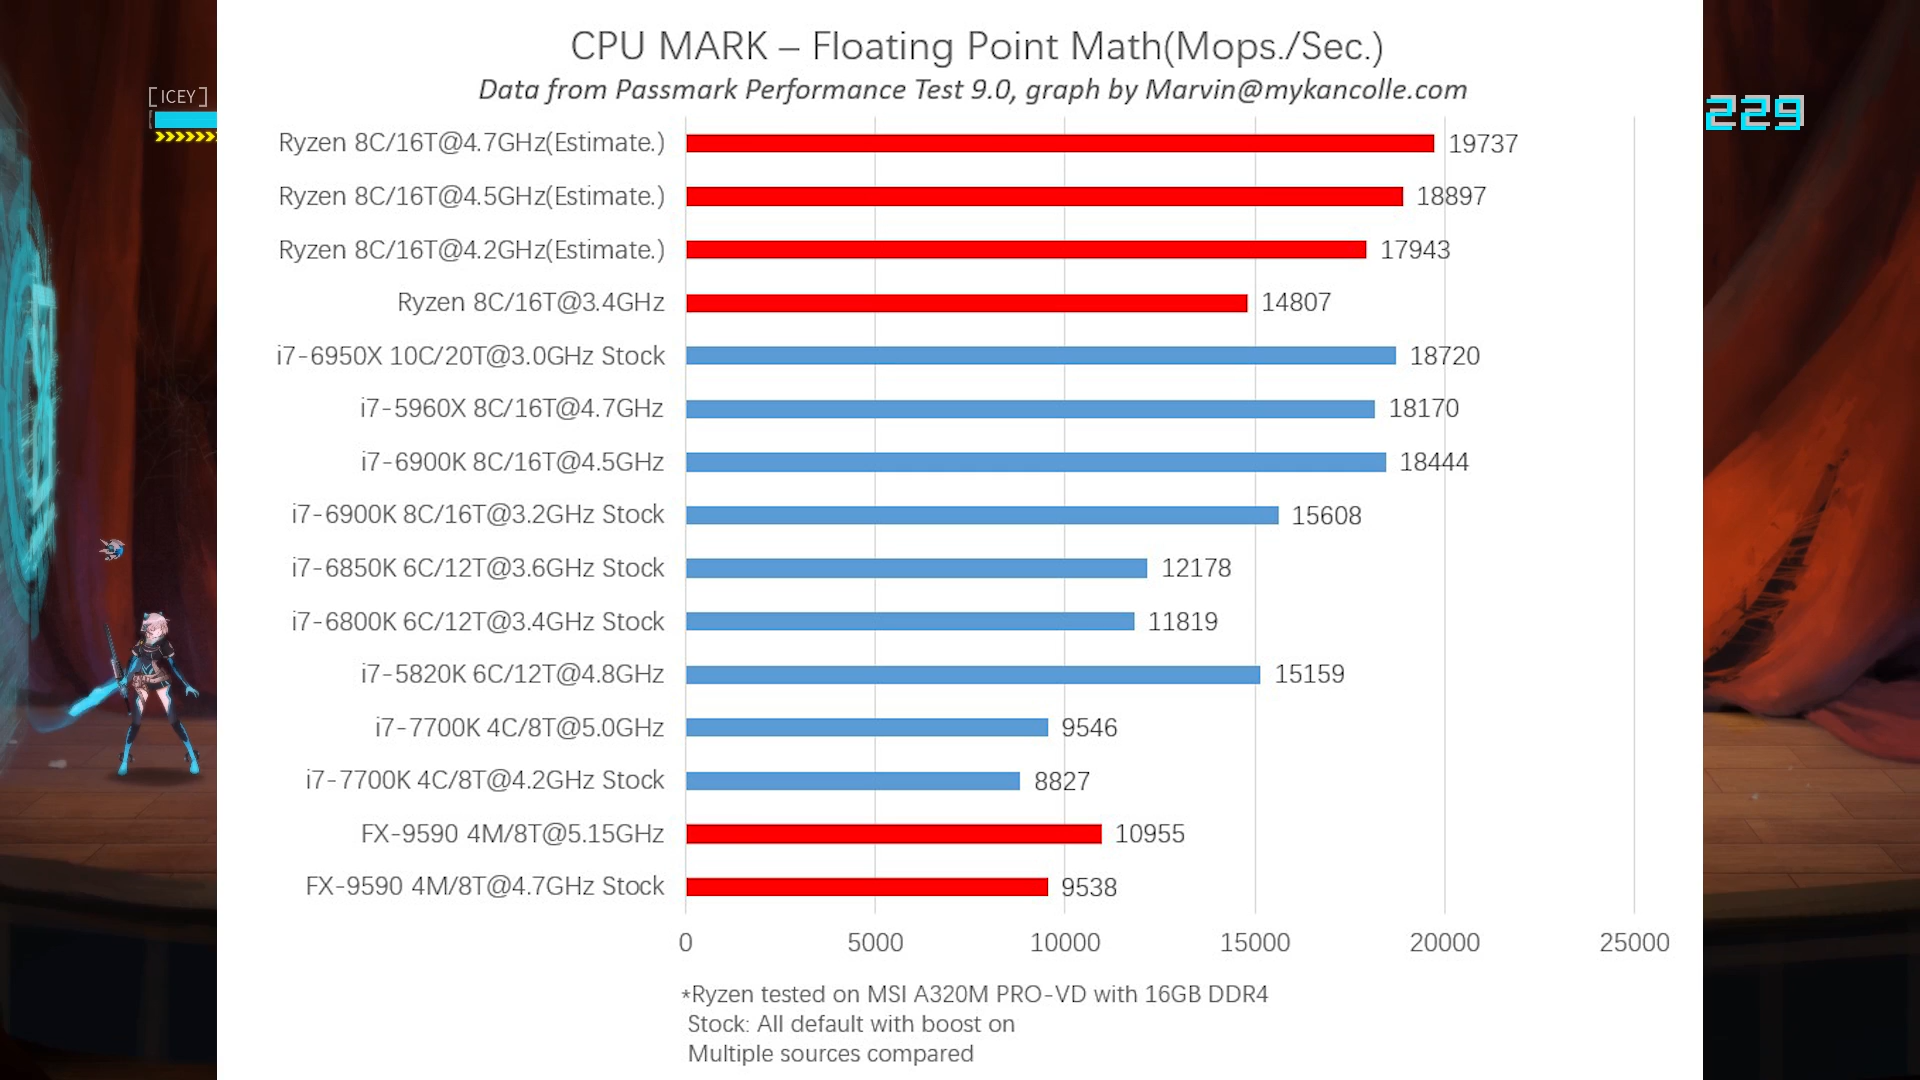 CPU MARK – Floating Point Math(Mops./Sec.)
Data from Passmark Performance Test 9.0, graph by Marvin@mykancolle.com
[ICEY]
229
Ryzen 8C/16T@4.7GHz(Estimate.) 19737
Ryzen 8C/16T@4.5GHz(Estimate.) 18897
Ryzen 8C/16T@4.2GHz(Estimate.) 17943
Ryzen 8C/16T@3.4GHz 14807
i7-6950X 10C/20T@3.0GHz Stock 18720
i7-5960X 8C/16T@4.7GHz 18170
i7-6900K 8C/16T@4.5GHz 18444
i7-6900K 8C/16T@3.2GHz Stock 15608
i7-6850K 6C/12T@3.6GHz Stock 12178
i7-6800K 6C/12T@3.4GHz Stock 11819
i7-5820K 6C/12T@4.8GHz 15159
i7-7700K 4C/8T@5.0GHz 9546
i7-7700K 4C/8T@4.2GHz Stock 8827
FX-9590 4M/8T@5.15GHz 10955
FX-9590 4M/8T@4.7GHz Stock 9538
0 5000 10000 15000 20000 25000
*Ryzen tested on MSI A320M PRO-VD with 16GB DDR4
Stock: All default with boost on
Multiple sources compared